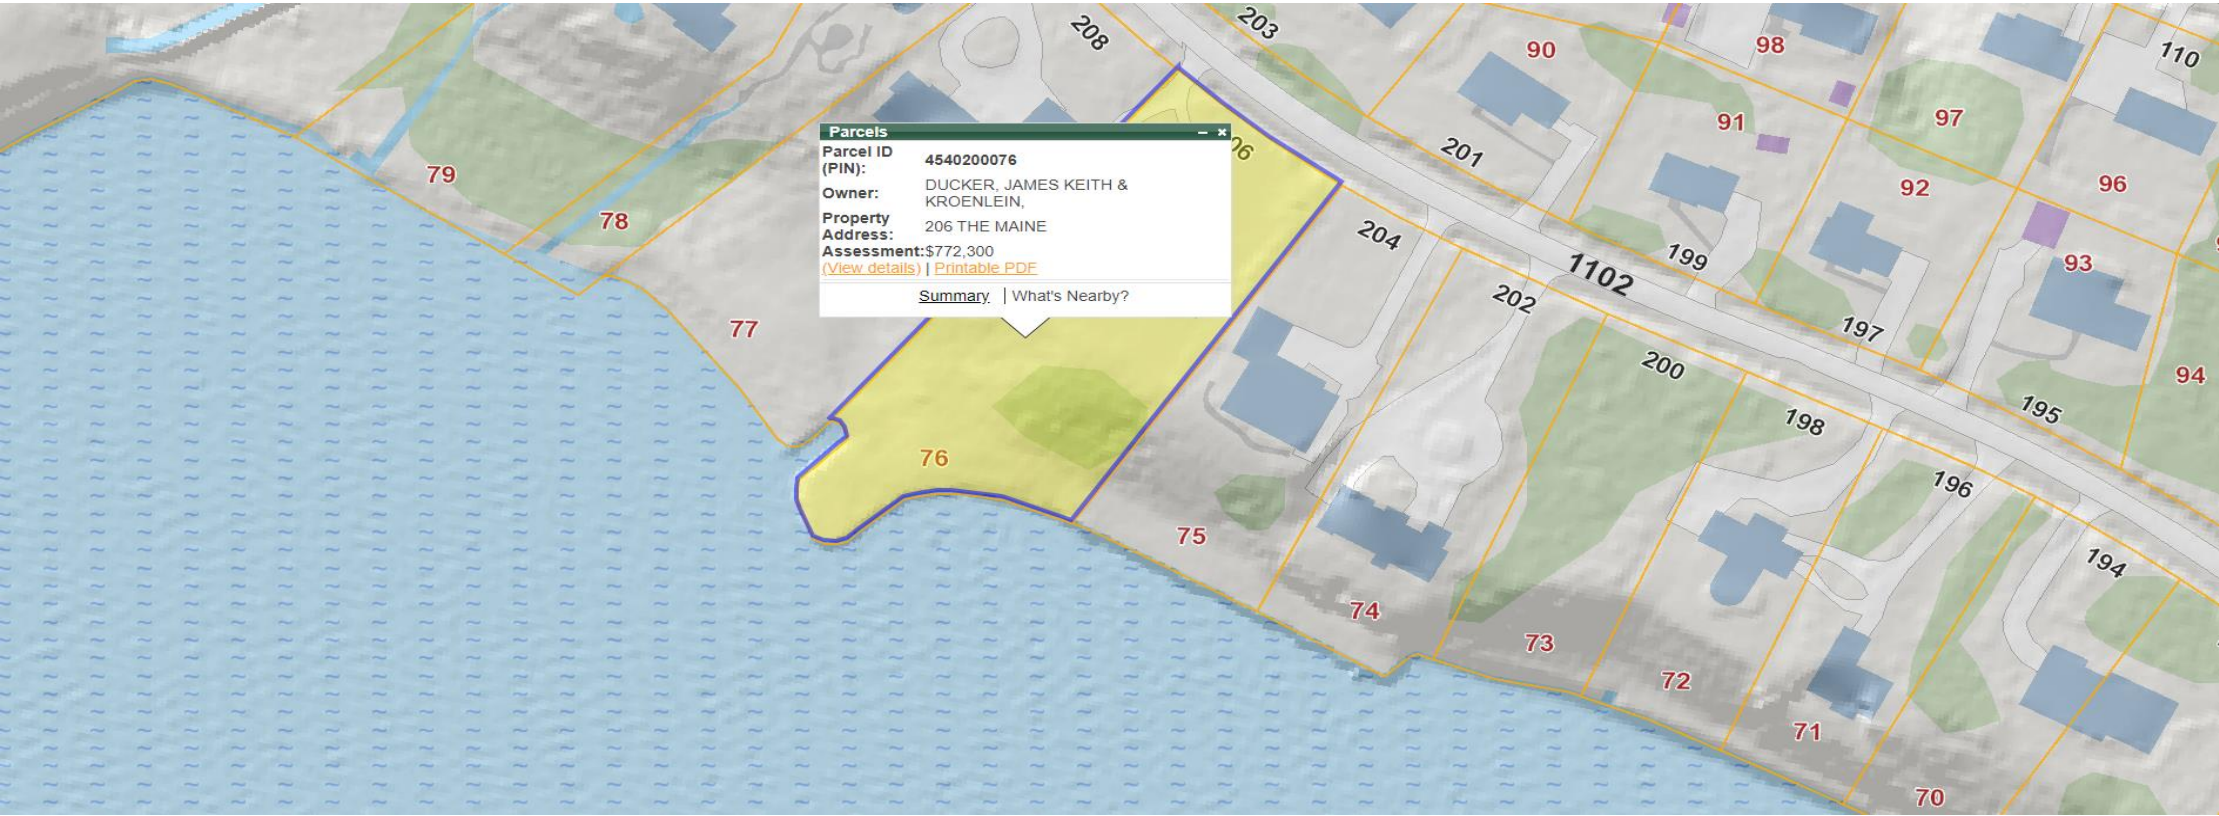 208
203
90
98
110
Parcels
Parcel ID
(PIN):
4540200076
Owner:
DUCKER, JAMES KEITH &
KROENLEIN,
Property
Address:
206 THE MAINE
Assessment:$772,300
(View details) | Printable PDF
Summary | What's Nearby?
06
201
91
97
92
96
79
78
77
204
202
1102
199
93
197
94
200
195
198
196
76
75
194
74
73
72
71
70